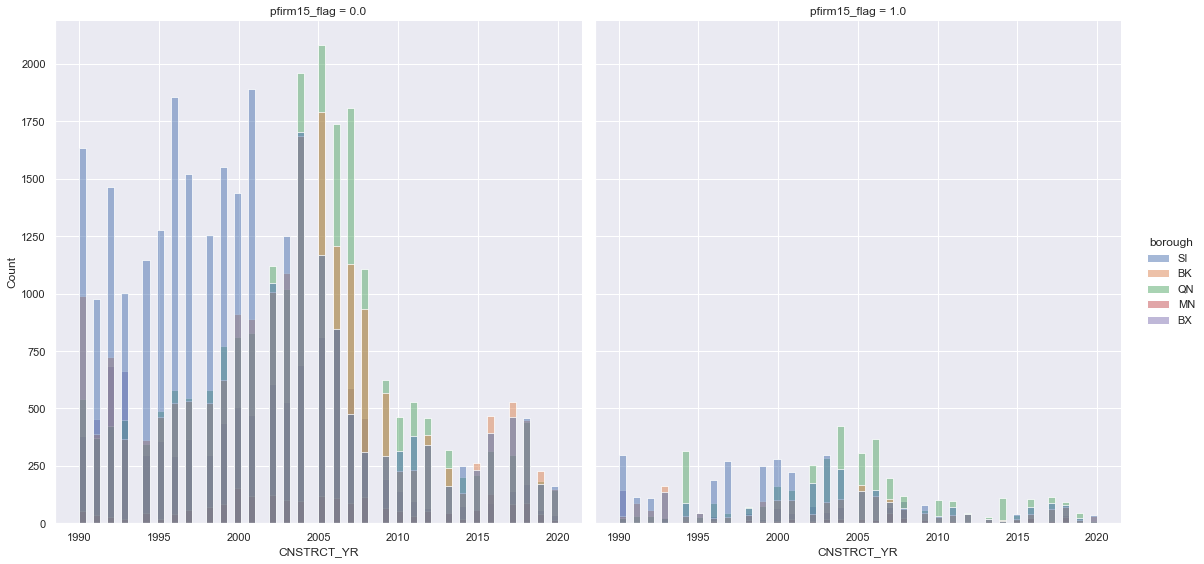 pfirm15_flag = 0.0
pfirm15_flag = 1.0
2000
1750
1500
1250
1000
750
500
250
0
Count
1990 1995 2000 2005 2010 2015 2020
CNSTRCT_YR
1990 1995 2000 2005 2010 2015 2020
CNSTRCT_YR
borough
SI
BK
QN
MN
BX